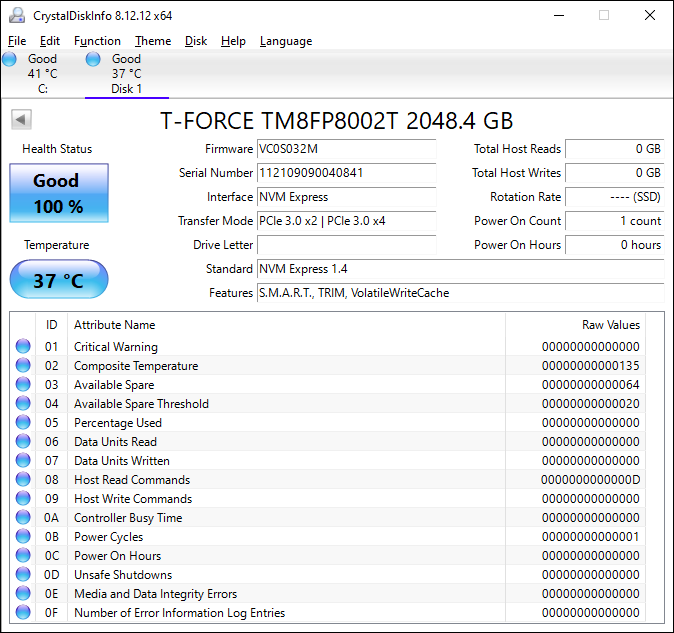 CrystalDiskInfo 8.12.12 x64
File Edit Function Theme Disk Help Language
Good Good
41 °C 37 °C
C: Disk 1
T-FORCE TM8FP8002T 2048.4 GB
Health Status
Good
100 %
Temperature
37 °C
Firmware VC0S032M
Serial Number 112109090040841
Interface NVM Express
Transfer Mode PCIe 3.0 x2 | PCIe 3.0 x4
Drive Letter
Standard NVM Express 1.4
Features S.M.A.R.T., TRIM, VolatileWriteCache
Total Host Reads 0 GB
Total Host Writes 0 GB
Rotation Rate ---- (SSD)
Power On Count 1 count
Power On Hours 0 hours
ID Attribute Name Raw Values
01 Critical Warning 00000000000000
02 Composite Temperature 00000000000135
03 Available Spare 00000000000064
04 Available Spare Threshold 00000000000020
05 Percentage Used 00000000000000
06 Data Units Read 00000000000000
07 Data Units Written 00000000000000
08 Host Read Commands 0000000000000D
09 Host Write Commands 00000000000000
0A Controller Busy Time 00000000000000
0B Power Cycles 00000000000001
0C Power On Hours 00000000000000
0D Unsafe Shutdowns 00000000000000
0E Media and Data Integrity Errors 00000000000000
0F Number of Error Information Log Entries 00000000000000